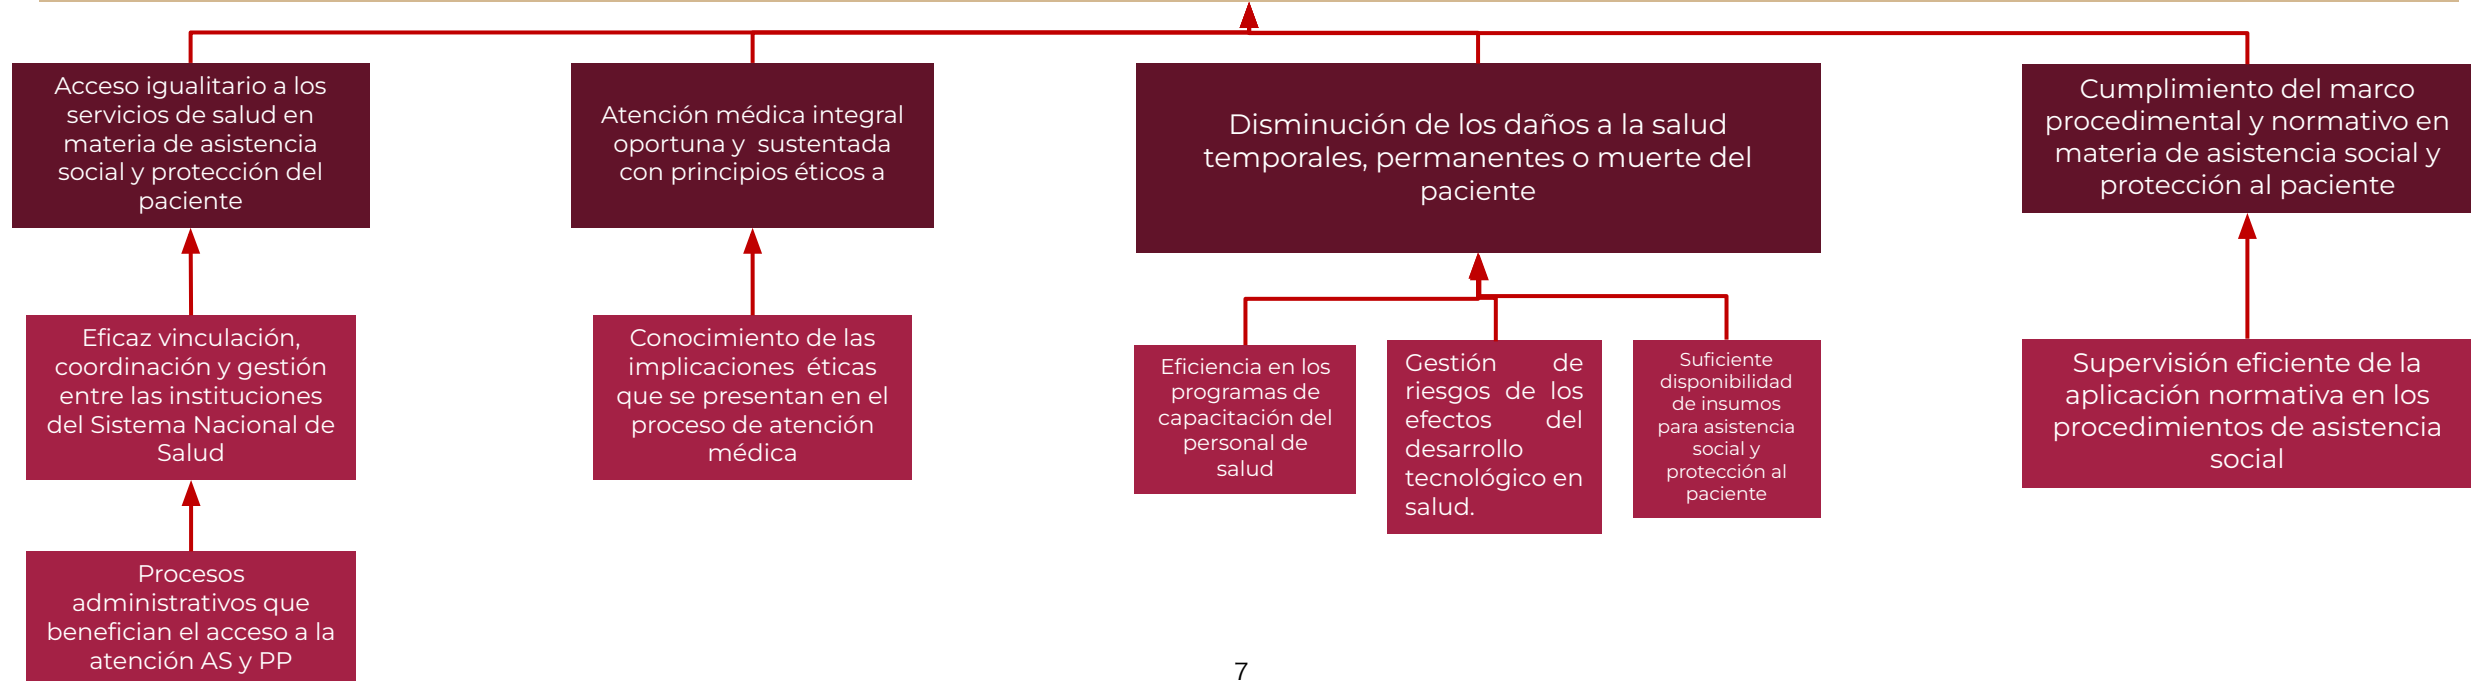 Acceso igualitario a los
servicios de salud en
materia de asistencia
social y protección del
paciente
Atención médica integral
oportuna y sustentada
con principios éticos a
Disminución de los daños a la salud
temporales, permanentes o muerte del
paciente
Cumplimiento del marco
procedimental y normativo en
materia de asistencia social y
protección al paciente
Eficaz vinculación,
coordinación y gestión
entre las instituciones
del Sistema Nacional de
Salud
Conocimiento de las
implicaciones éticas
que se presentan en el
proceso de atención
médica
Eficiencia en los
programas de
capacitación del
personal de
salud
Gestión de
riesgos de los
efectos del
desarrollo
tecnológico en
salud.
Suficiente
disponibilidad
de insumos
para asistencia
social y
protección al
paciente
Supervisión eficiente de la
aplicación normativa en los
procedimientos de asistencia
social
Procesos
administrativos que
benefician el acceso a la
atención AS y PP
7